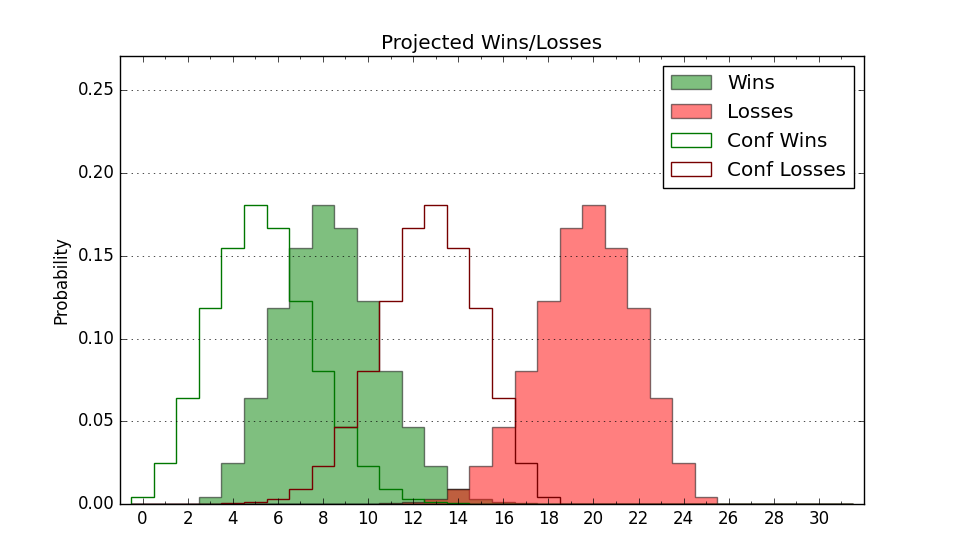 Projected Wins/Losses
Wins
Losses
Conf Wins
Conf Losses
Probability
0.25
0.20
0.15
0.10
0.05
0.00
0 2 4 6 8 10 12 14 16 18 20 22 24 26 28 30